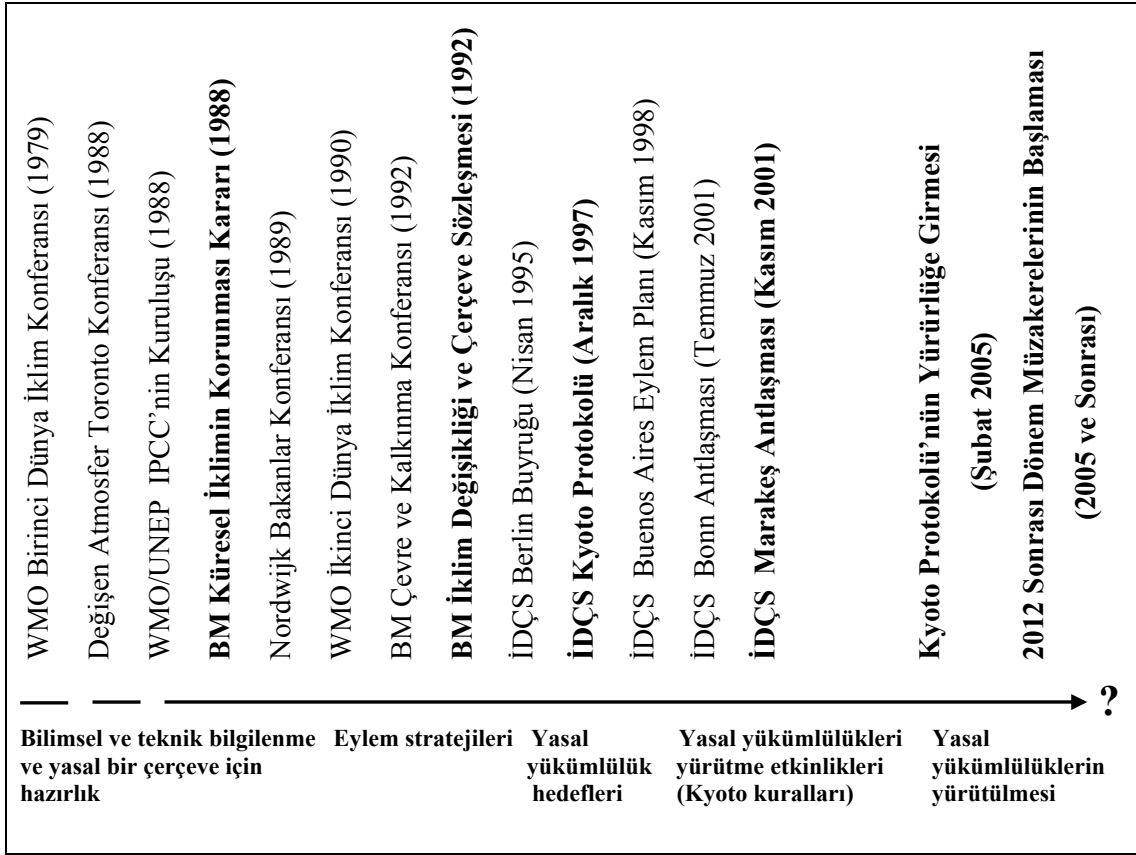 WMO Birinci Dünya İklim Konferansı (1979)
Değişen Atmosfer Toronto Konferansı (1988)
WMO/UNEP IPCC’nin Kuruluşu (1988)
BM Küresel İklimin Korunması Kararı (1988)
Nordwijk Bakanlar Konferansı (1989)
WMO İkinci Dünya İklim Konferansı (1990)
BM Çevre ve Kalkınma Konferansı (1992)
BM İklim Değişikliği ve Çerçeve Sözleşmesi (1992)
İDÇS Berlin Buyruğu (Nisan 1995)
İDÇS Kyoto Protokolü (Aralık 1997)
İDÇS Buenos Aires Eylem Planı (Kasım 1998)
İDÇS Bonn Antlaşması (Temmuz 2001)
İDÇS Marakeş Antlaşması (Kasım 2001)
Kyoto Protokolü’nün Yürürlüğe Girmesi
(Şubat 2005)
2012 Sonrası Dönem Müzakerelerinin Başlaması
(2005 ve Sonrası)
?
Bilimsel ve teknik bilgilenme
ve yasal bir çerçeve için
hazırlık
Eylem stratejileri
Yasal
yükümlülük
hedefleri
Yasal yükümlülükleri
yürütme etkinlikleri
(Kyoto kuralları)
Yasal
yükümlülüklerin
yürütülmesi